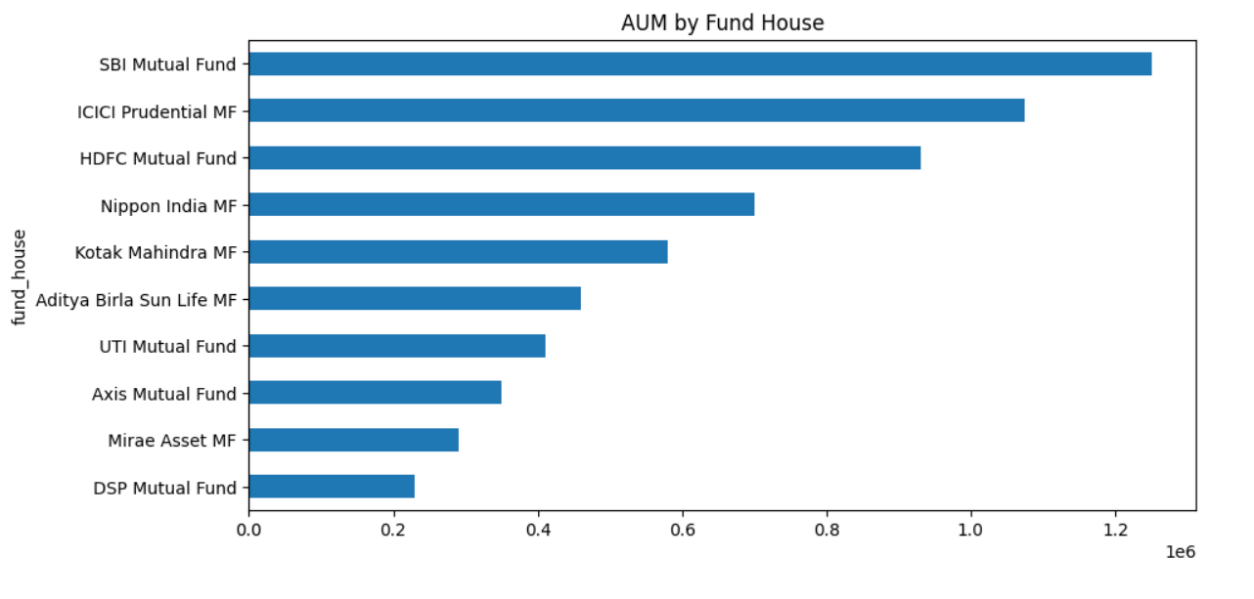 AUM by Fund House
SBI Mutual Fund
ICICI Prudential MF
HDFC Mutual Fund
Nippon India MF
Kotak Mahindra MF
Aditya Birla Sun Life MF
UTI Mutual Fund
Axis Mutual Fund
Mirae Asset MF
DSP Mutual Fund
fund_house
0.0 0.2 0.4 0.6 0.8 1.0 1.2
1e6